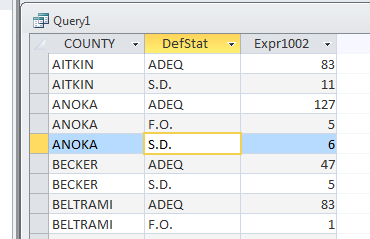 Query1
COUNTY DefStat Expr1002
AITKIN ADEQ 83
AITKIN S.D. 11
ANOKA ADEQ 127
ANOKA F.O. 5
ANOKA S.D. 6
BECKER ADEQ 47
BECKER S.D. 5
BELTRAMI ADEQ 83
BELTRAMI F.O. 1